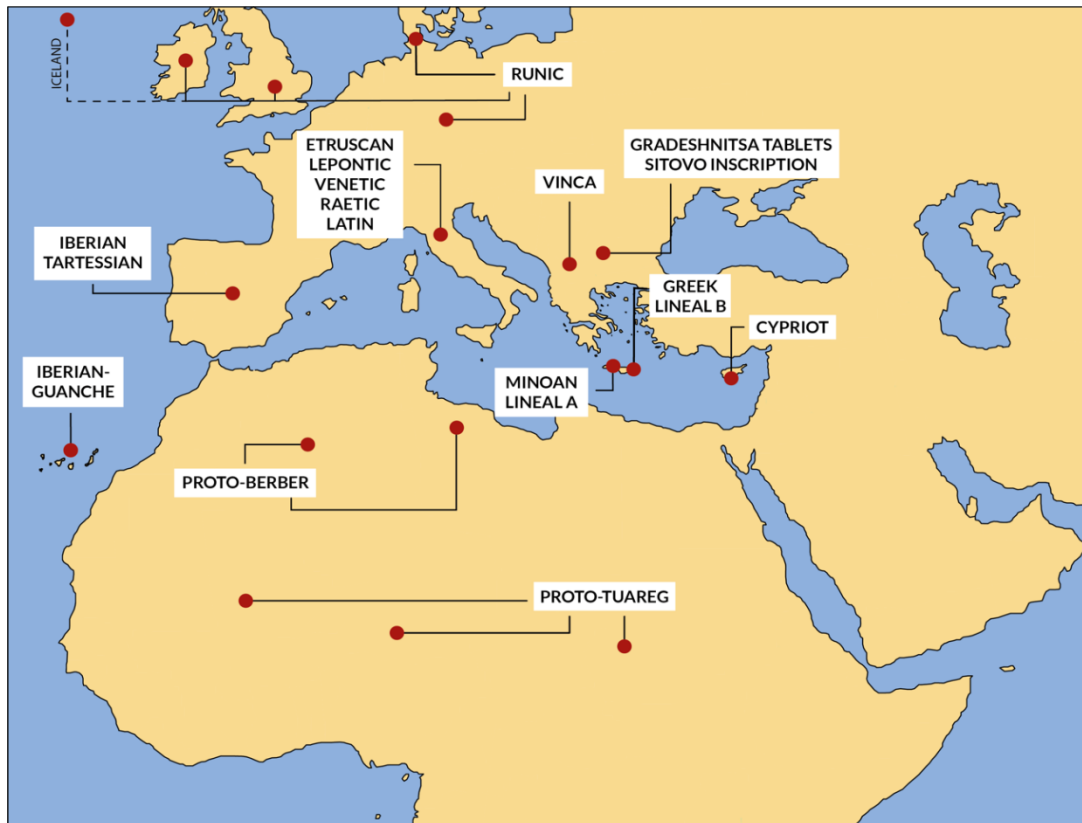 ICELAND
RUNIC
ETRUSCAN
LEPONTIC
VENETIC
RAETIC
LATIN
GRADESHNITSA TABLETS
SITOVO INSCRIPTION
VINCA
IBERIAN
TARTESSIAN
GREEK
LINEAL B
CYPRIOT
IBERIAN-
GUANCHE
MINOAN
LINEAL A
PROTO-BERBER
PROTO-TUAREG